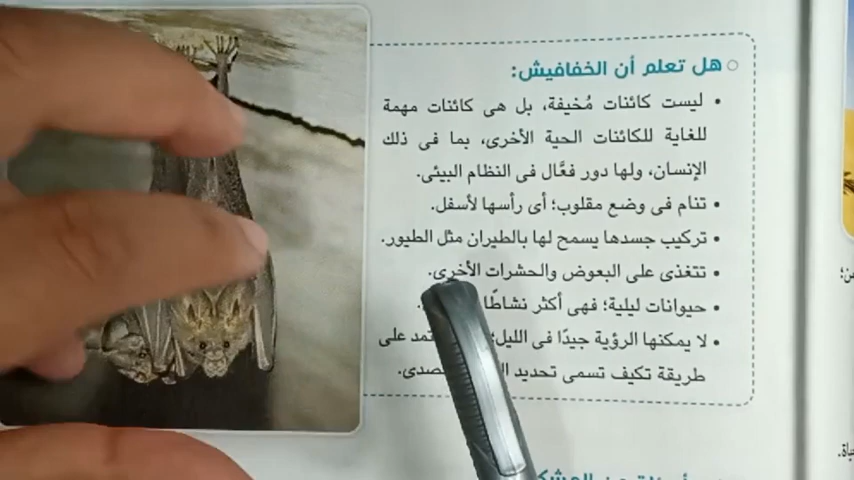 هل تعلم أن الخفافيش:
ليست كائنات مُخيفة، بل هى كائنات مهمة
للغاية للكائنات الحية الأخرى، بما فى ذلك
الإنسان، ولها دور فعَّال فى النظام البيئى.
تنام فى وضع مقلوب؛ أى رأسها لأسفل.
تركيب جسدها يسمح لها بالطيران مثل الطيور.
تتغذى على البعوض والحشرات الأخرى.
حيوانات ليلية؛ فهى أكثر نشاطًا
لا يمكنها الرؤية جيدًا فى الليل؛ على
طريقة تكيف تسمى تحديد